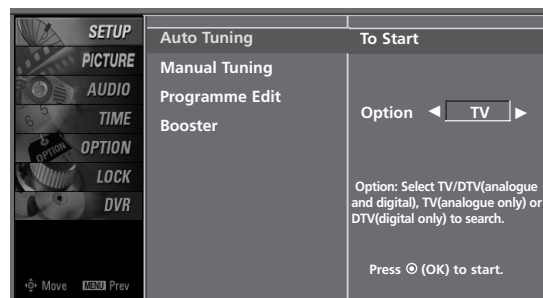 SETUP
PICTURE
AUDIO
TIME
OPTION
LOCK
DVR
Move MENU Prev
Auto Tuning
Manual Tuning
Programme Edit
Booster
To Start
Option ◀ TV ▶
Option: Select TV/DTV(analogue
and digital), TV(analogue only) or
DTV(digital only) to search.
Press ⊙ (OK) to start.